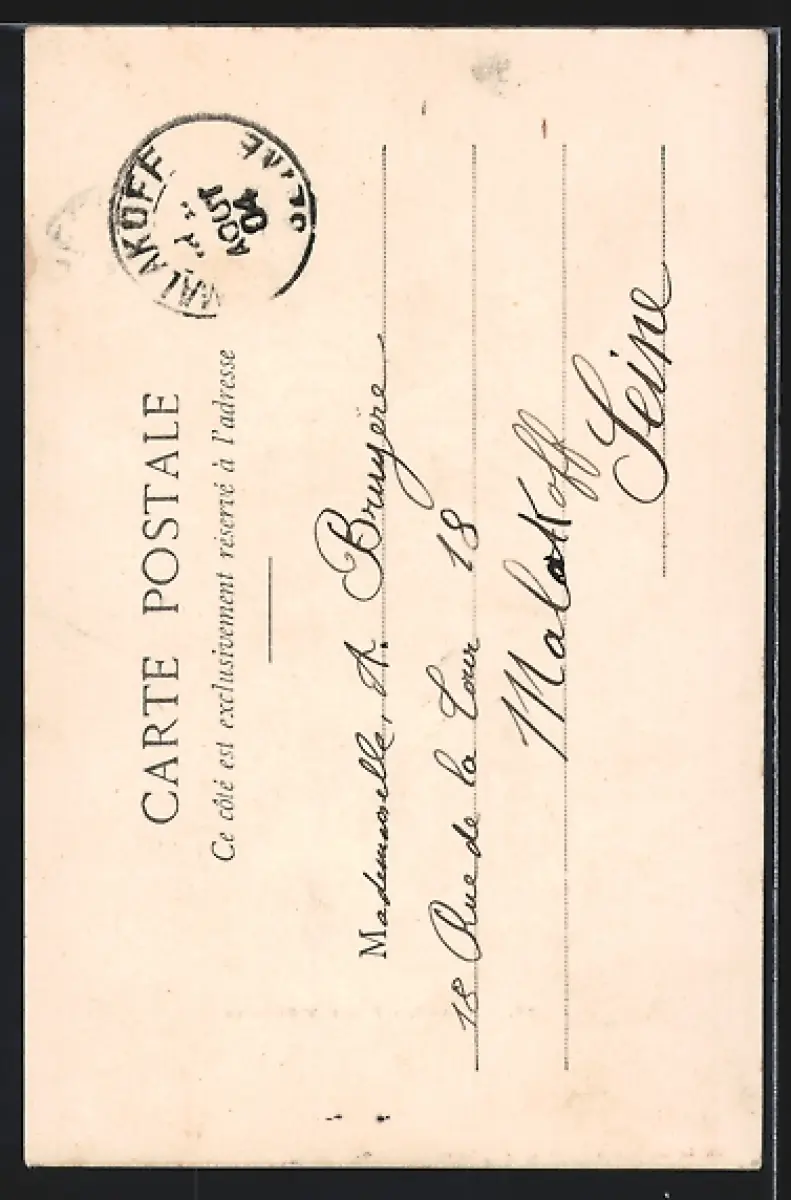 CARTE POSTALE
Ce côté est exclusivement réservé à l'adresse
MALAKOFF
AOUT
04
SEINE
Mademoiselle A. Bruyère
18 Rue de la Tour 18
Malakoff
Seine